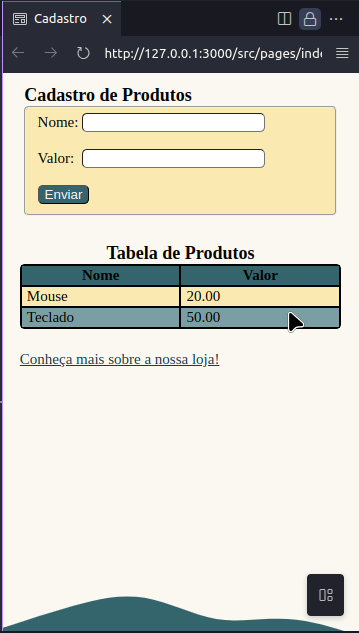 Cadastro
http://127.0.0.1:3000/src/pages/inde
Cadastro de Produtos
Nome:
Valor:
Enviar
Tabela de Produtos
Nome Valor
Mouse 20.00
Teclado 50.00
Conheça mais sobre a nossa loja!